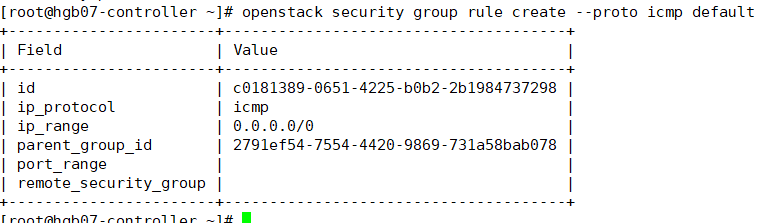 [root@hgb07-controller ~]# openstack security group rule create --proto icmp default
+-----------------------+--------------------------------------+
| Field                 | Value                                |
+-----------------------+--------------------------------------+
| id                    | c0181389-0651-4225-b0b2-2b1984737298 |
| ip_protocol           | icmp                                 |
| ip_range              | 0.0.0.0/0                            |
| parent_group_id       | 2791ef54-7554-4420-9869-731a58bab078 |
| port_range            |                                      |
| remote_security_group |                                      |
+-----------------------+--------------------------------------+
[root@hgb07-controller ~]#